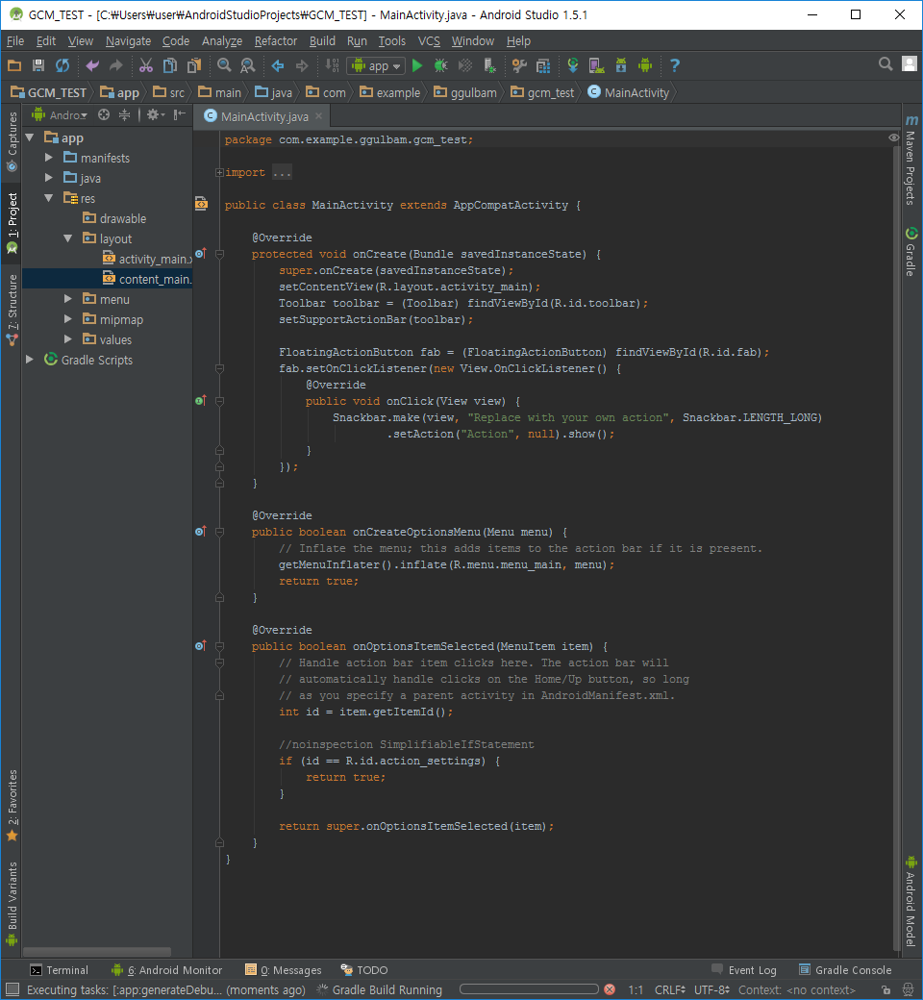 GCM_TEST - [C:₩Users₩user₩AndroidStudioProjects₩GCM_TEST] - MainActivity.java - Android Studio 1.5.1
File Edit View Navigate Code Analyze Refactor Build Run Tools VCS Window Help
app
GCM_TEST app src main java com example ggulbam gcm_test MainActivity
Andro
MainActivity.java
Captures
1: Project
7: Structure
2: Favorites
Build Variants
app
manifests
java
res
drawable
layout
activity_main.x
content_main.
menu
mipmap
values
Gradle Scripts
package com.example.ggulbam.gcm_test;
import ...
public class MainActivity extends AppCompatActivity {
@Override
protected void onCreate(Bundle savedInstanceState) {
super.onCreate(savedInstanceState);
setContentView(R.layout.activity_main);
Toolbar toolbar = (Toolbar) findViewById(R.id.toolbar);
setSupportActionBar(toolbar);
FloatingActionButton fab = (FloatingActionButton) findViewById(R.id.fab);
fab.setOnClickListener(new View.OnClickListener() {
@Override
public void onClick(View view) {
Snackbar.make(view, "Replace with your own action", Snackbar.LENGTH_LONG)
.setAction("Action", null).show();
}
});
}
@Override
public boolean onCreateOptionsMenu(Menu menu) {
// Inflate the menu; this adds items to the action bar if it is present.
getMenuInflater().inflate(R.menu.menu_main, menu);
return true;
}
@Override
public boolean onOptionsItemSelected(MenuItem item) {
// Handle action bar item clicks here. The action bar will
// automatically handle clicks on the Home/Up button, so long
// as you specify a parent activity in AndroidManifest.xml.
int id = item.getItemId();
//noinspection SimplifiableIfStatement
if (id == R.id.action_settings) {
return true;
}
return super.onOptionsItemSelected(item);
}
}
Maven Projects
Gradle
Android Model
Terminal 6: Android Monitor 0: Messages TODO Event Log Gradle Console
Executing tasks: [:app:generateDebu... (moments ago) Gradle Build Running 1:1 CRLF UTF-8 Context: <no context>